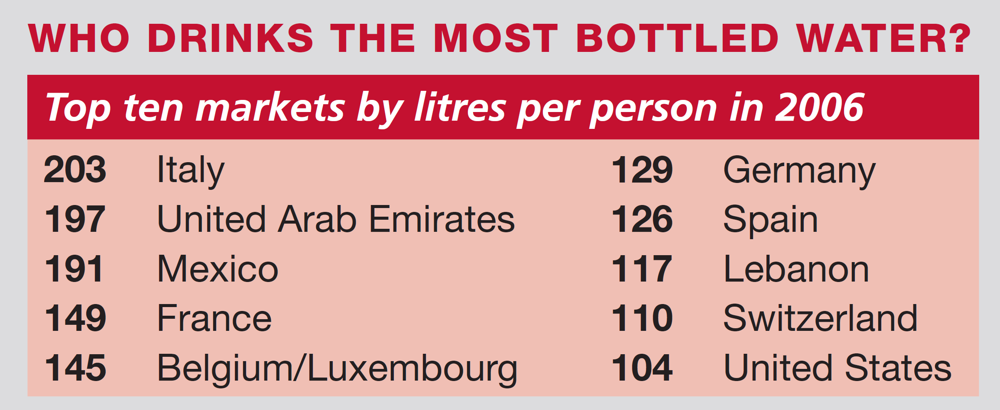 WHO DRINKS THE MOST BOTTLED WATER?
Top ten markets by litres per person in 2006
203 Italy
197 United Arab Emirates
191 Mexico
149 France
145 Belgium/Luxembourg
129 Germany
126 Spain
117 Lebanon
110 Switzerland
104 United States